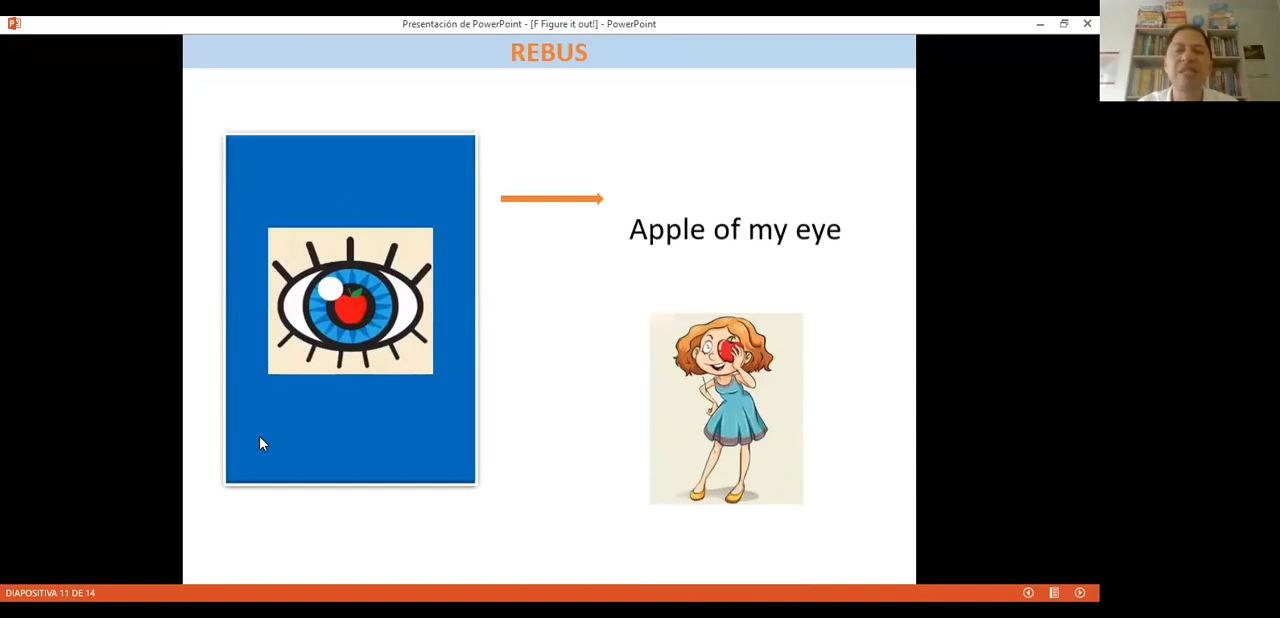 Presentación de PowerPoint - [F Figure it out!] - PowerPoint
REBUS
Apple of my eye
DIAPOSITIVA 11 DE 14